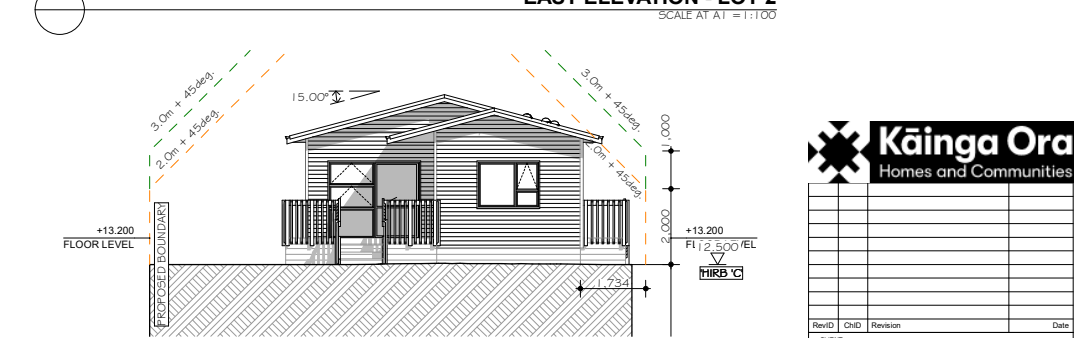 EAST ELEVATION - LOT 2
SCALE AT A1 =1:100
3.0m + 45deg.
2.0m + 45deg.
15.00°
3.0m + 45deg.
2.0m + 45deg.
1,000
2,000
+13.200
FLOOR LEVEL
PROPOSED BOUNDARY
+13.200
12.500
HIRB 'C'
1.734
Kāinga Ora
Homes and Communities
RevID ChID Revision Date